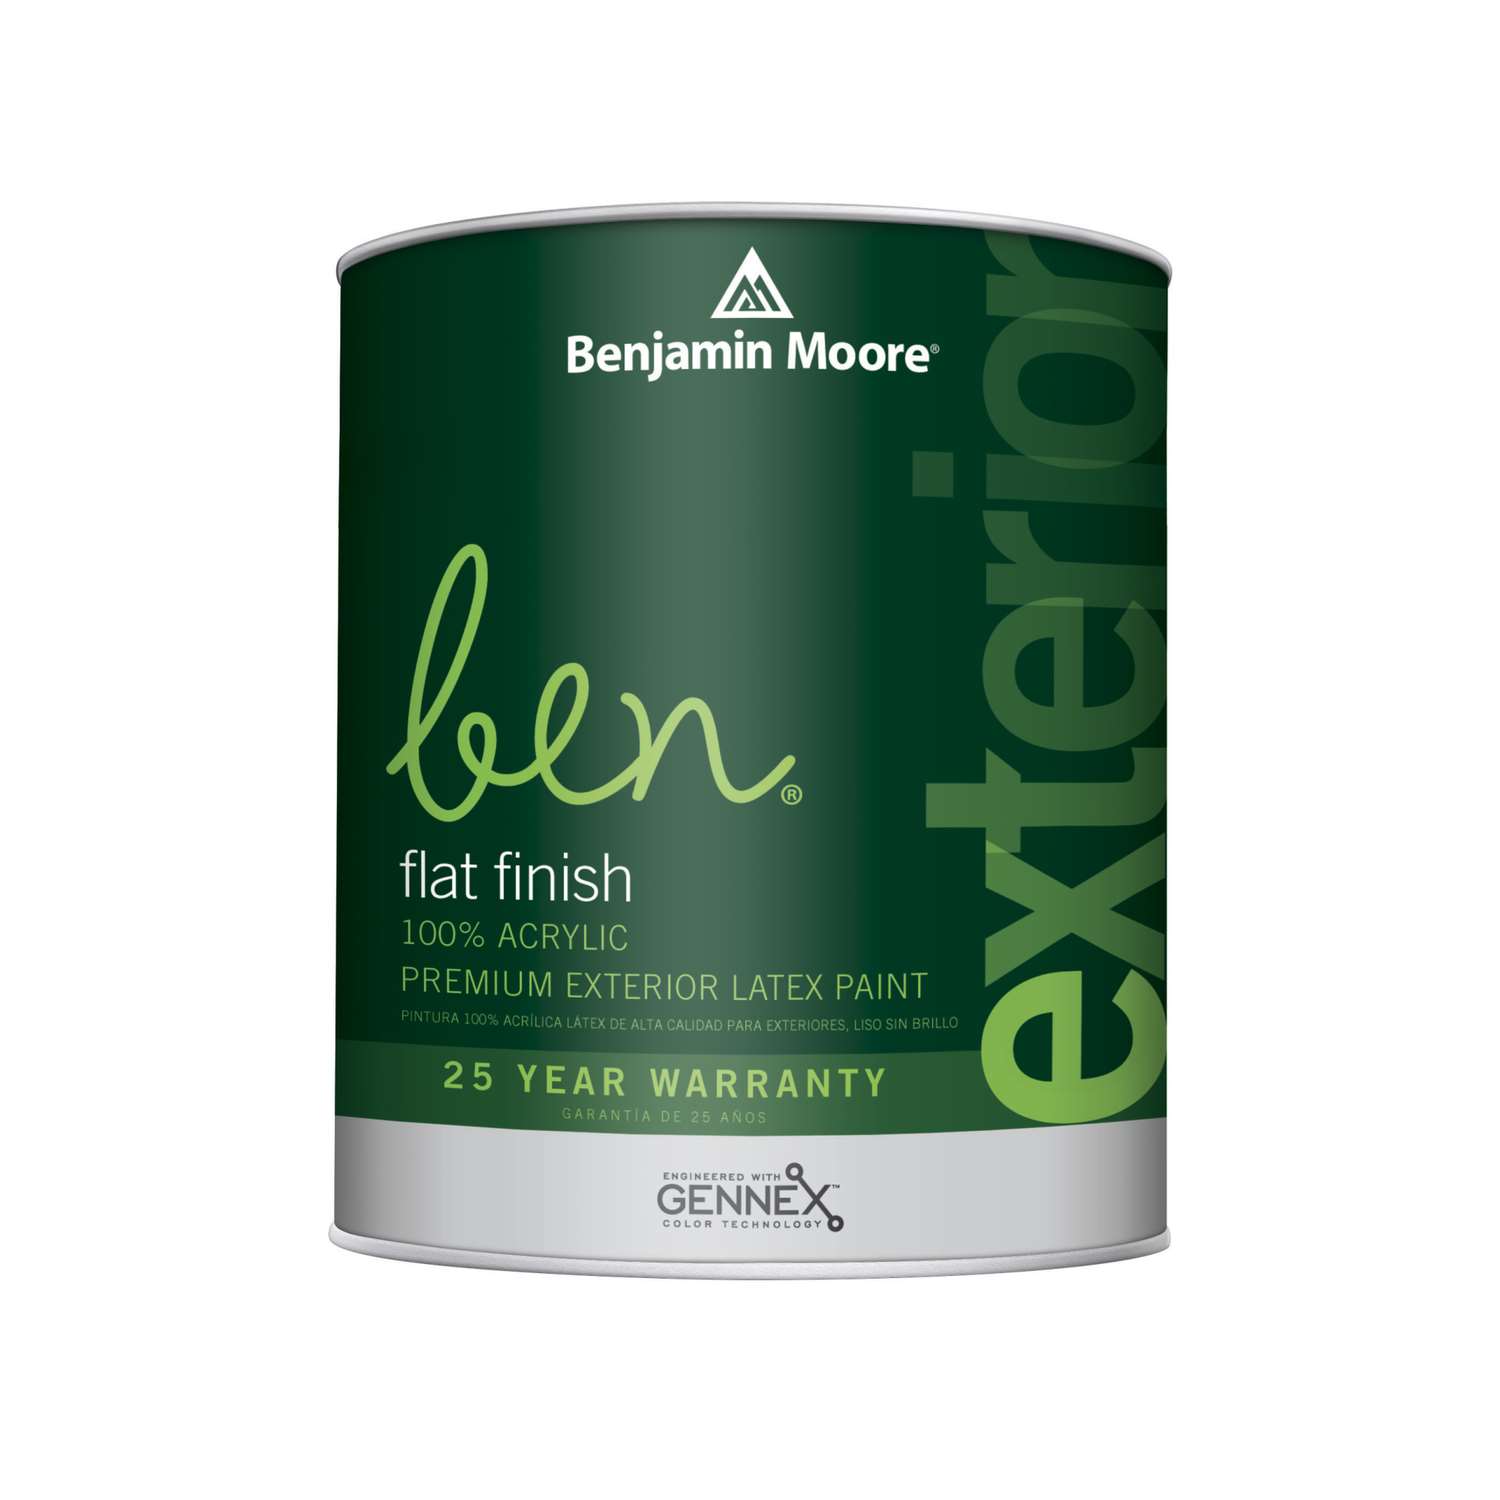 Benjamin Moore®
exterior
ben®
flat finish
100% ACRYLIC
PREMIUM EXTERIOR LATEX PAINT
PINTURA 100% ACRÍLICA LÁTEX DE ALTA CALIDAD PARA EXTERIORES, LISO SIN BRILLO
25 YEAR WARRANTY
GARANTÍA DE 25 AÑOS
ENGINEERED WITH
GENNEX™
COLOR TECHNOLOGY